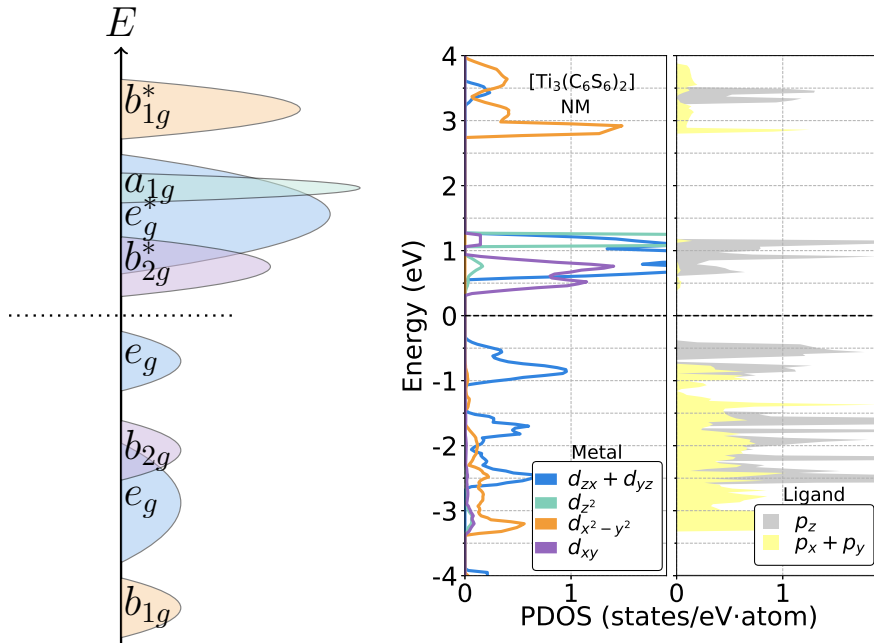 E
b*1g
a1g
e*g
b*2g
eg
b2g
eg
b1g
4
3
2
1
0
-1
-2
-3
-4
Energy (eV)
[Ti3(C6S6)2]
NM
Metal
dzx + dyz
dz2
dx2−y2
dxy
Ligand
pz
px + py
0
1
0
1
PDOS (states/eV·atom)